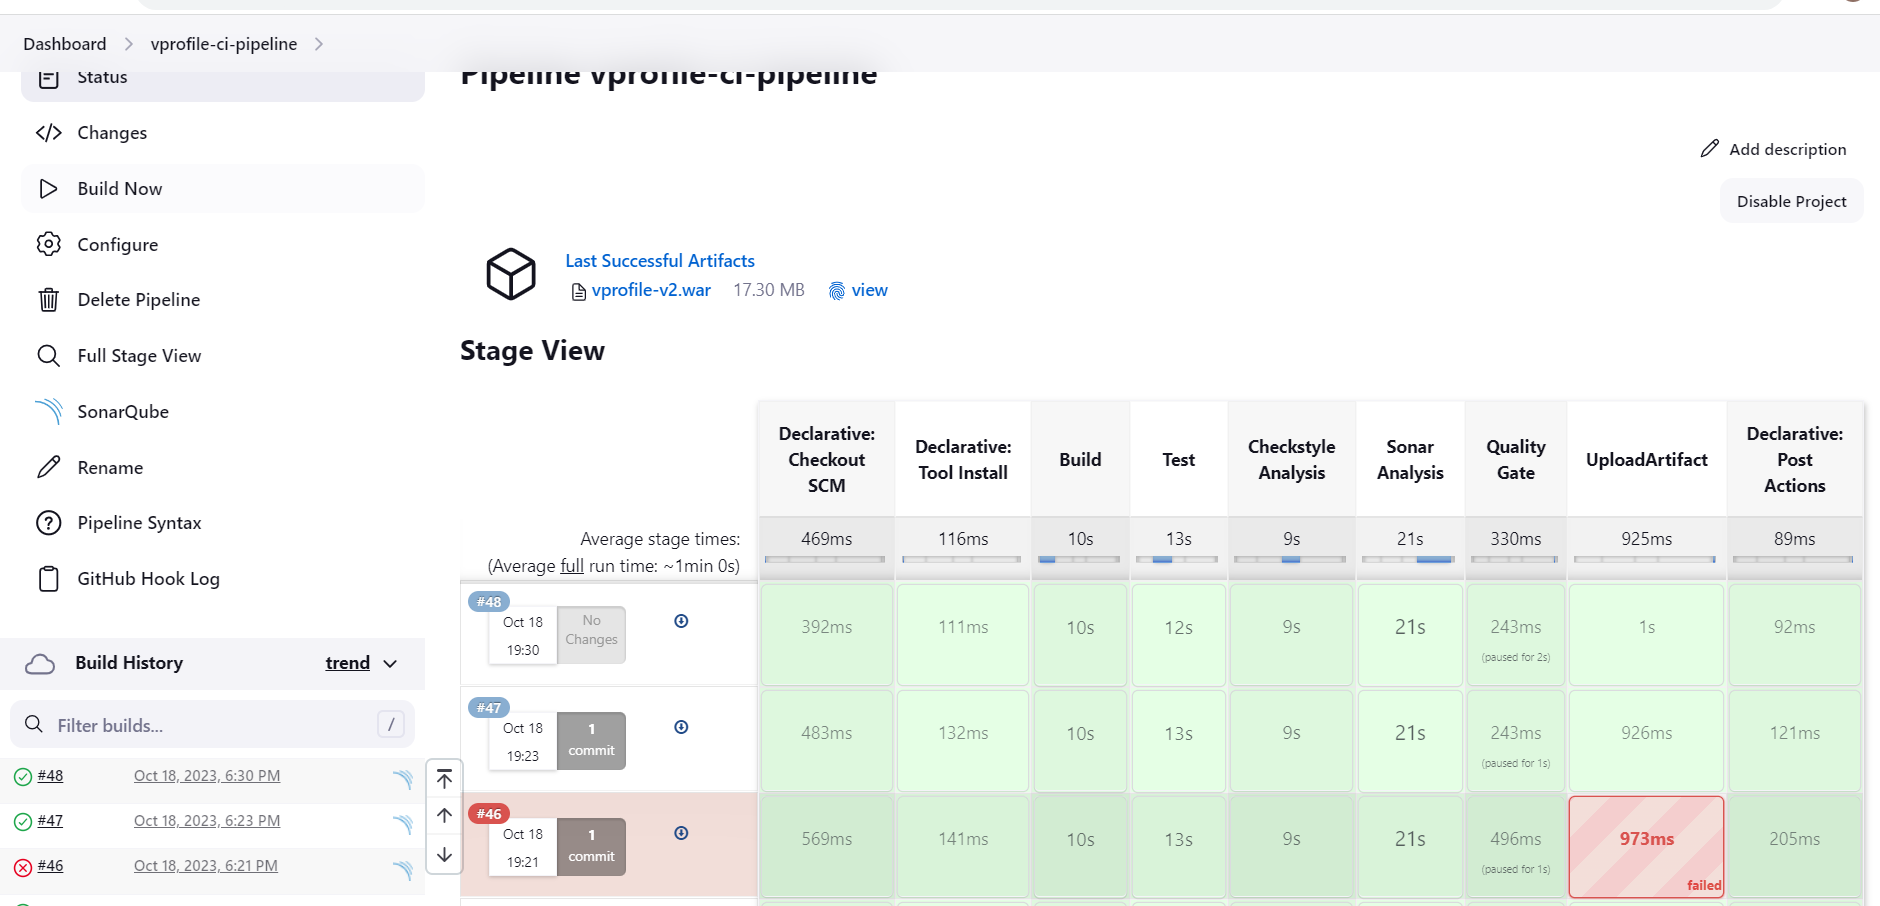 Dashboard
vprofile-ci-pipeline
Status
Changes
Build Now
Configure
Delete Pipeline
Full Stage View
SonarQube
Rename
Pipeline Syntax
GitHub Hook Log
Build History
trend
Filter builds...
/
#48
Oct 18, 2023, 6:30 PM
#47
Oct 18, 2023, 6:23 PM
#46
Oct 18, 2023, 6:21 PM
Pipeline vprofile-ci-pipeline
Add description
Disable Project
Last Successful Artifacts
vprofile-v2.war 17.30 MB view
Stage View
Declarative: Checkout SCM
Declarative: Tool Install
Build
Test
Checkstyle Analysis
Sonar Analysis
Quality Gate
UploadArtifact
Declarative: Post Actions
Average stage times:
(Average full run time: ~1min 0s)
469ms 116ms 10s 13s 9s 21s 330ms 925ms 89ms
#48
Oct 18
19:30
No
Changes
392ms 111ms 10s 12s 9s 21s 243ms 1s 92ms
(paused for 2s)
#47
Oct 18
19:23
1
commit
483ms 132ms 10s 13s 9s 21s 243ms 926ms 121ms
(paused for 1s)
#46
Oct 18
19:21
1
commit
569ms 141ms 10s 13s 9s 21s 496ms 973ms 205ms
(paused for 1s)
failed